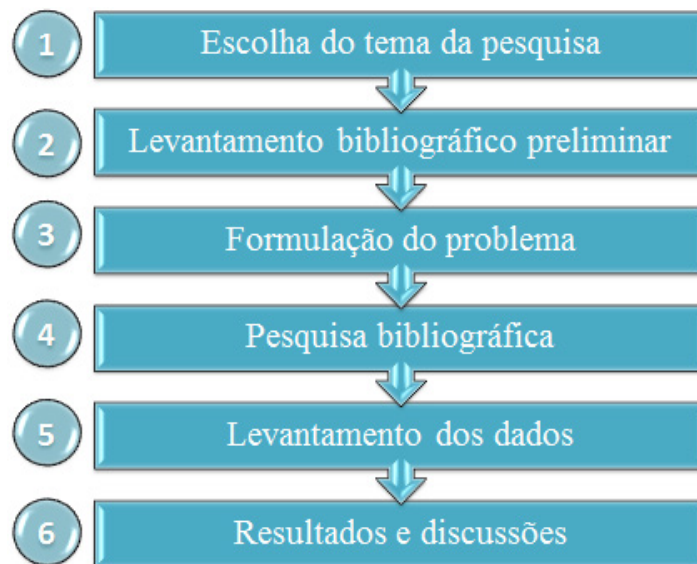 1 Escolha do tema da pesquisa
2 Levantamento bibliográfico preliminar
3 Formulação do problema
4 Pesquisa bibliográfica
5 Levantamento dos dados
6 Resultados e discussões